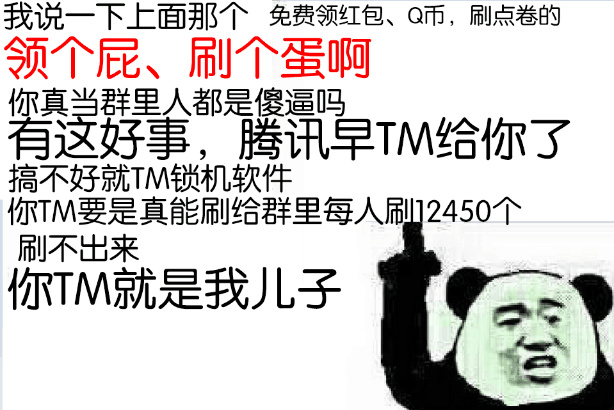 我说一下上面那个 免费领红包、Q币，刷点卷的
领个屁、刷个蛋啊
你真当群里人都是傻逼吗
有这好事，腾讯早TM给你了
搞不好就TM锁机软件
你TM要是真能刷给群里每人刷12450个
刷不出来
你TM就是我儿子